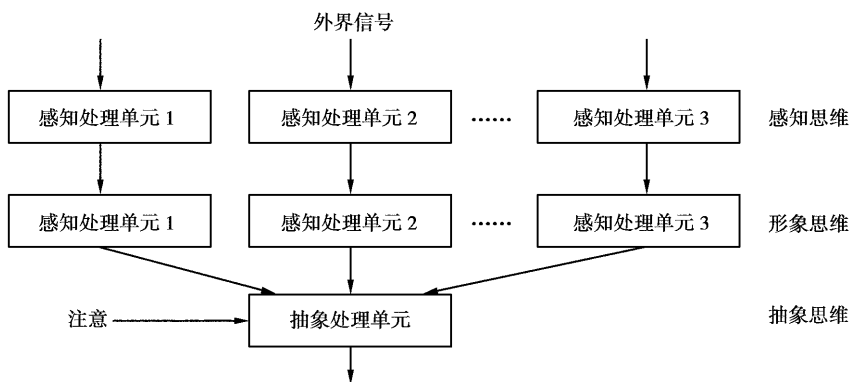 外界信号
感知处理单元 1 感知处理单元 2 …… 感知处理单元 3 感知思维
感知处理单元 1 感知处理单元 2 …… 感知处理单元 3 形象思维
注意 抽象处理单元 抽象思维